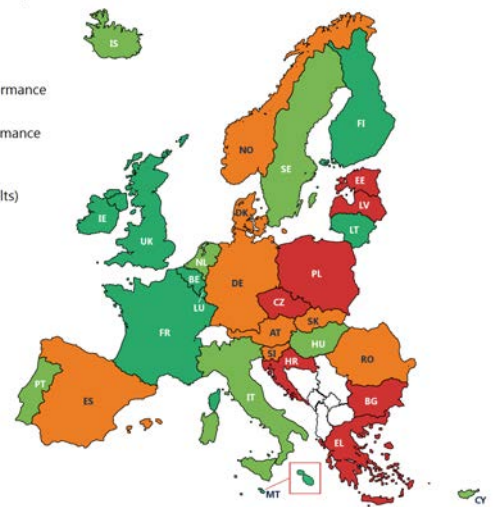 IS
rmance
mance
lts)
FI
NO
SE
EE
LV
LT
DK
IE
UK
NL
BE
LU
DE
PL
CZ
SK
AT
HU
SI
HR
RO
FR
PT
ES
IT
BG
EL
MT
CY